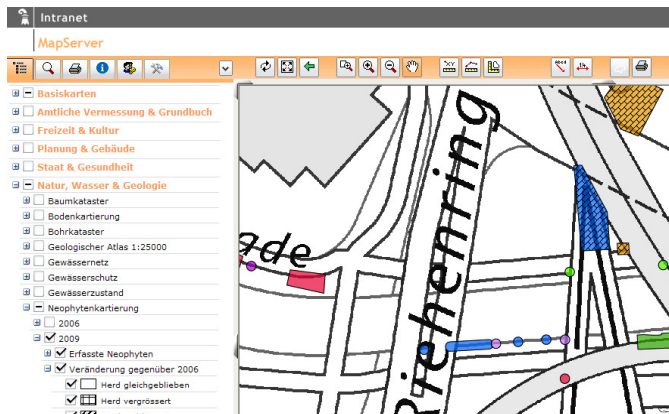 Intranet
MapServer
XY
abcd
Basiskarten
Amtliche Vermessung & Grundbuch
Freizeit & Kultur
Planung & Gebäude
Staat & Gesundheit
Natur, Wasser & Geologie
Baumkataster
Bodenkartierung
Bohrkataster
Geologischer Atlas 1:25000
Gewässernetz
Gewässerschutz
Gewässerzustand
Neophytenkartierung
2006
2009
Erfasste Neophyten
Veränderung gegenüber 2006
Herd gleichgeblieben
Herd vergrössert
ade
Riehenring